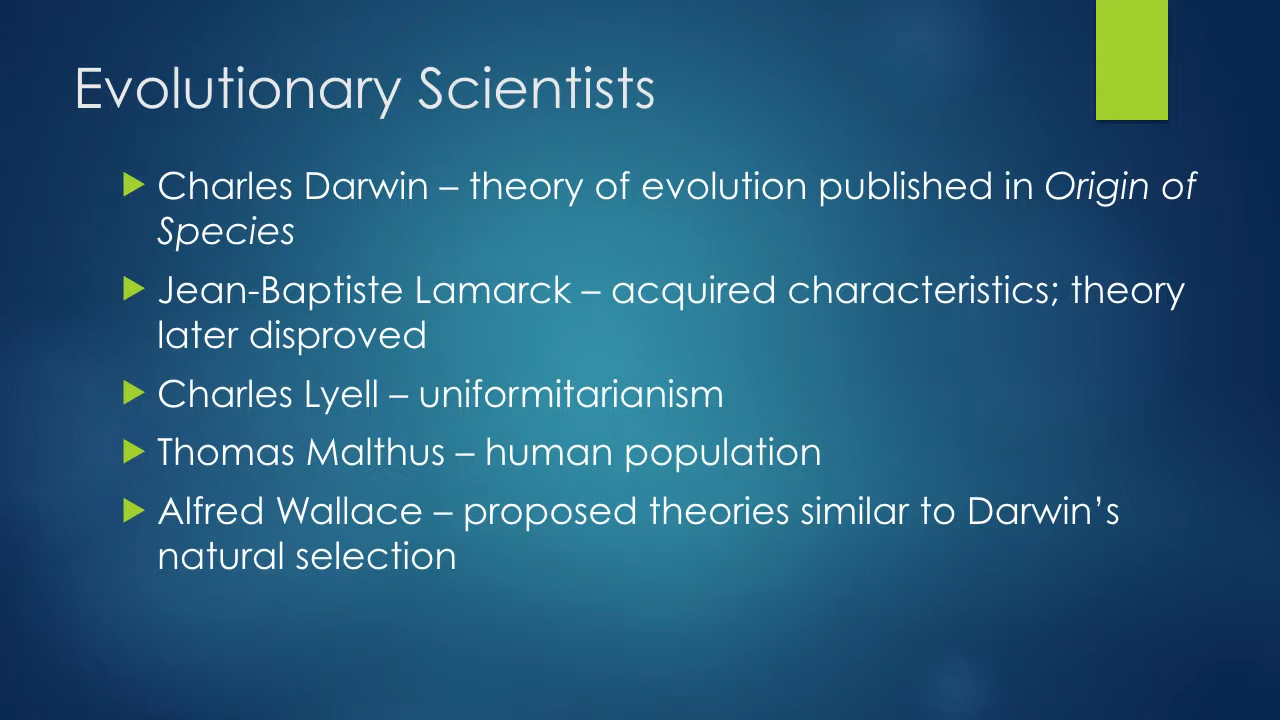 Evolutionary Scientists
Charles Darwin – theory of evolution published in Origin of
Species
Jean-Baptiste Lamarck – acquired characteristics; theory
later disproved
Charles Lyell – uniformitarianism
Thomas Malthus – human population
Alfred Wallace – proposed theories similar to Darwin’s
natural selection